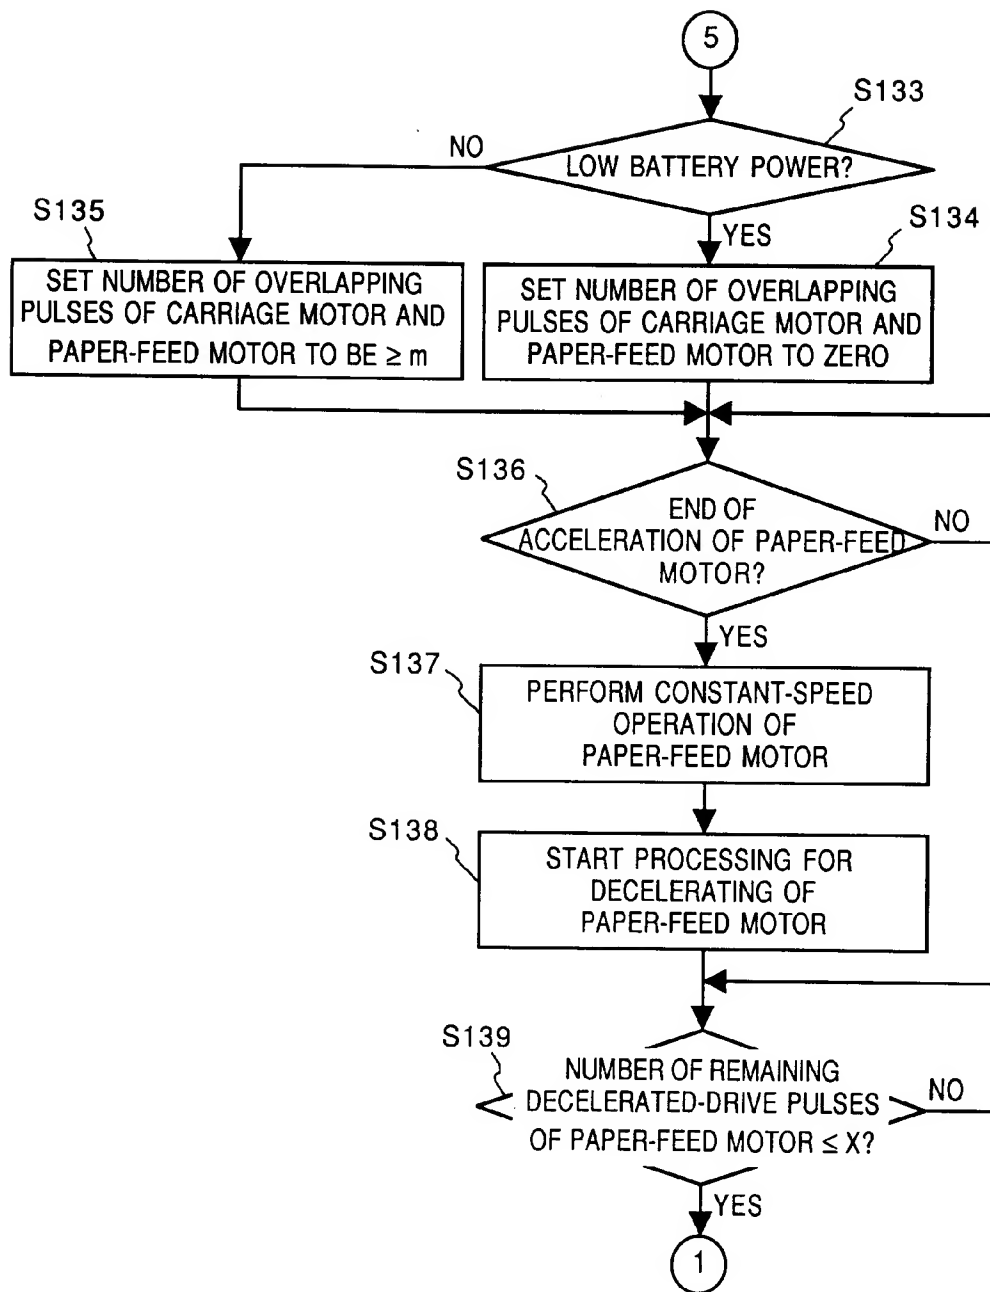 5
S133
LOW BATTERY POWER?
NO
YES
S135
S134
SET NUMBER OF OVERLAPPING
PULSES OF CARRIAGE MOTOR AND
PAPER-FEED MOTOR TO BE ≥ m
SET NUMBER OF OVERLAPPING
PULSES OF CARRIAGE MOTOR AND
PAPER-FEED MOTOR TO ZERO
S136
END OF
ACCELERATION OF PAPER-FEED
MOTOR?
NO
YES
S137
PERFORM CONSTANT-SPEED
OPERATION OF
PAPER-FEED MOTOR
S138
START PROCESSING FOR
DECELERATING OF
PAPER-FEED MOTOR
S139
NUMBER OF REMAINING
DECELERATED-DRIVE PULSES
OF PAPER-FEED MOTOR ≤ X?
NO
YES
1